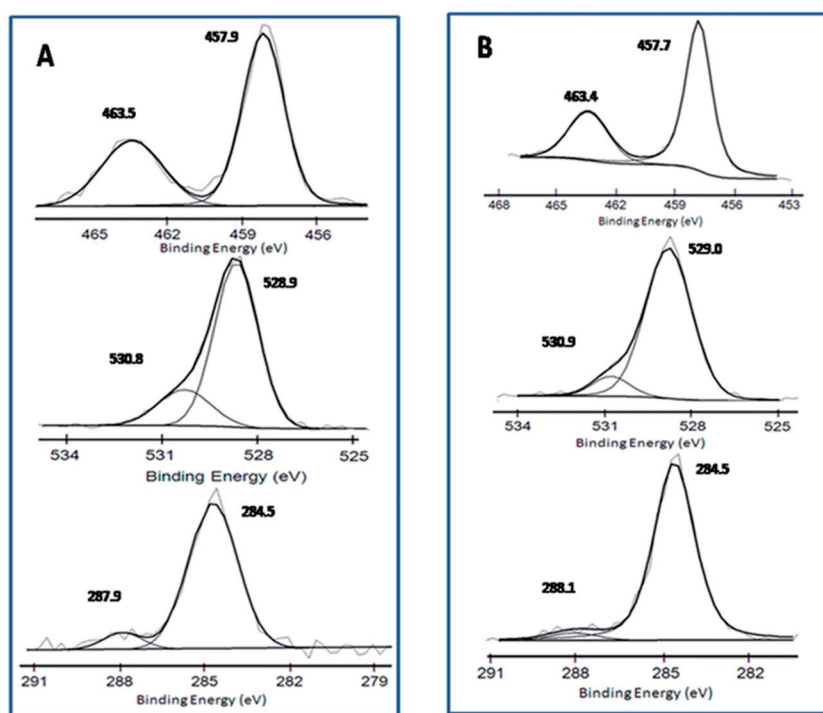 A
457.9
463.5
465 462 459 456
Binding Energy (eV)
528.9
530.8
534 531 528 525
Binding Energy (eV)
284.5
287.9
291 288 285 282 279
Binding Energy (eV)
B
457.7
463.4
468 465 462 459 456 453
Binding Energy (eV)
529.0
530.9
534 531 528 525
Binding Energy (eV)
284.5
288.1
291 288 285 282
Binding Energy (eV)